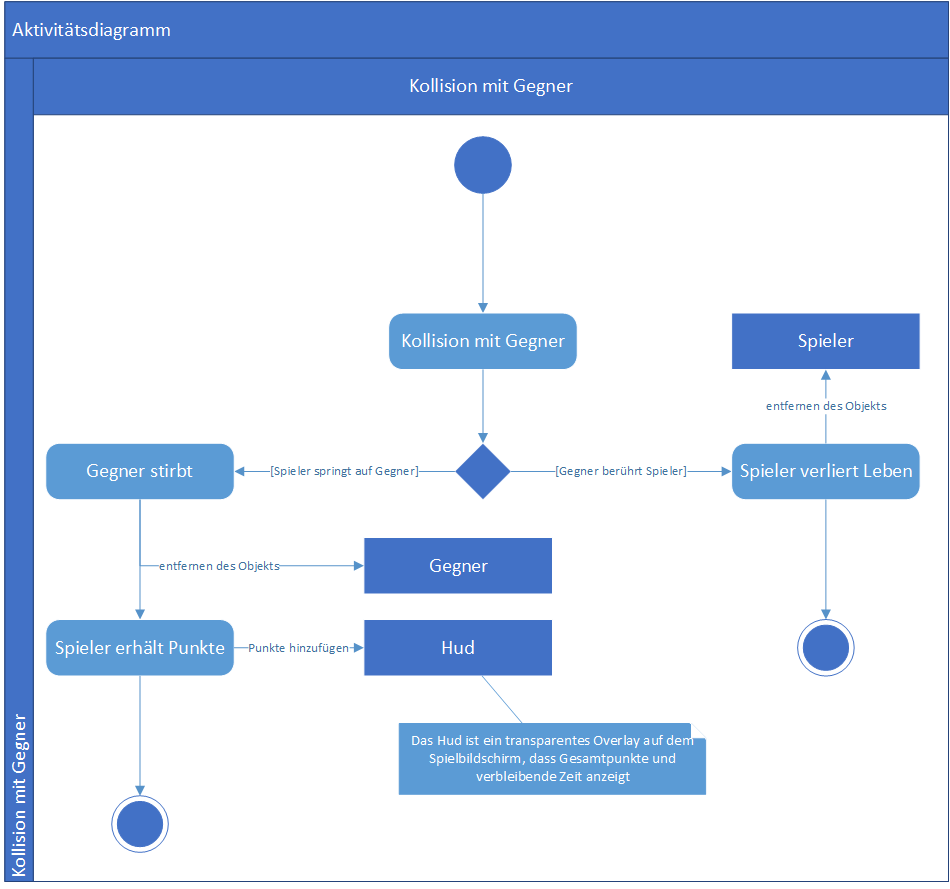 Aktivitätsdiagramm
Kollision mit Gegner
Kollision mit Gegner
Kollision mit Gegner
Spieler
entfernen des Objekts
Gegner stirbt
[Spieler springt auf Gegner]
[Gegner berührt Spieler]
Spieler verliert Leben
entfernen des Objekts
Gegner
Spieler erhält Punkte
Punkte hinzufügen
Hud
Das Hud ist ein transparentes Overlay auf dem
Spielbildschirm, dass Gesamtpunkte und
verbleibende Zeit anzeigt